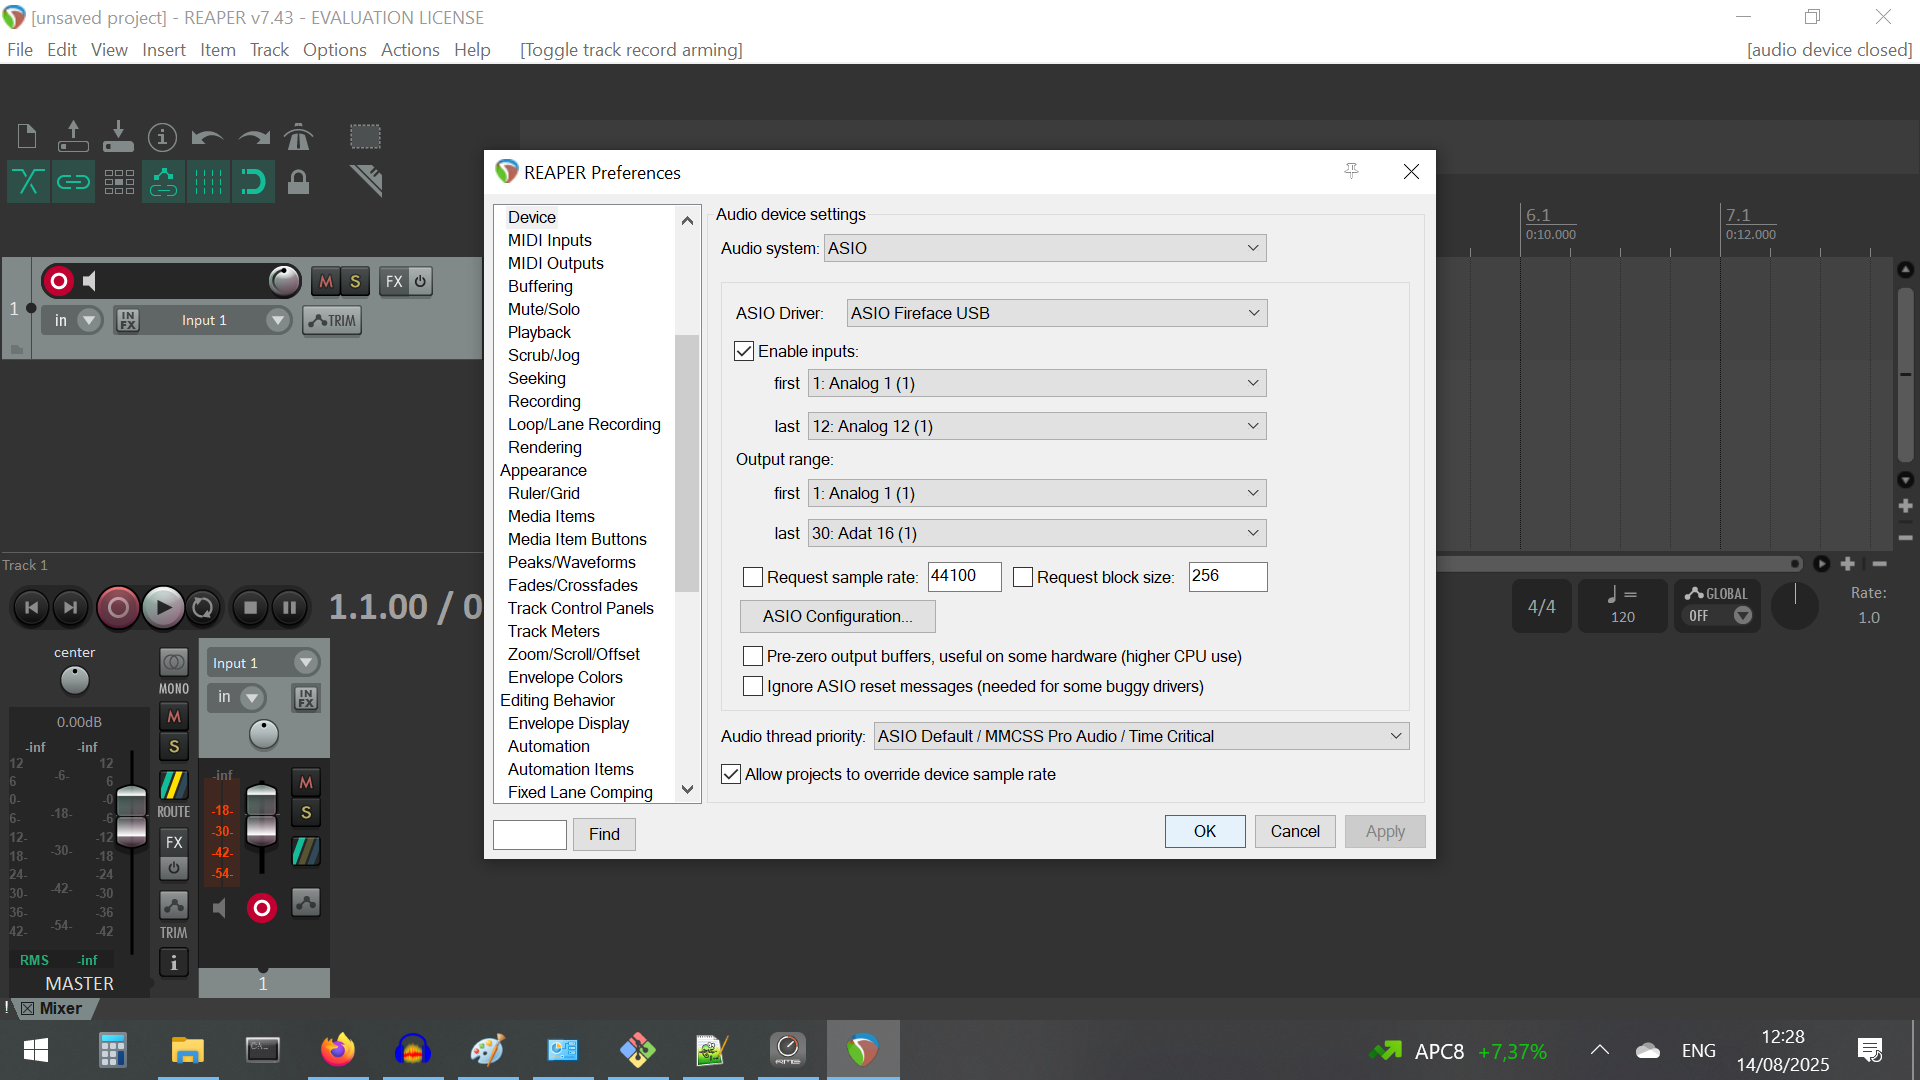 [unsaved project] - REAPER v7.43 - EVALUATION LICENSE
File Edit View Insert Item Track Options Actions Help [Toggle track record arming] [audio device closed]
REAPER Preferences
Device
MIDI Inputs
MIDI Outputs
Buffering
Mute/Solo
Playback
Scrub/Jog
Seeking
Recording
Loop/Lane Recording
Rendering
Appearance
Ruler/Grid
Media Items
Media Item Buttons
Peaks/Waveforms
Fades/Crossfades
Track Control Panels
Track Meters
Zoom/Scroll/Offset
Envelope Colors
Editing Behavior
Envelope Display
Automation
Automation Items
Fixed Lane Comping
Find
Audio device settings
Audio system: ASIO
ASIO Driver: ASIO Fireface USB
Enable inputs:
first 1: Analog 1 (1)
last 12: Analog 12 (1)
Output range:
first 1: Analog 1 (1)
last 30: Adat 16 (1)
Request sample rate: 44100 Request block size: 256
ASIO Configuration...
Pre-zero output buffers, useful on some hardware (higher CPU use)
Ignore ASIO reset messages (needed for some buggy drivers)
Audio thread priority: ASIO Default / MMCSS Pro Audio / Time Critical
Allow projects to override device sample rate
OK Cancel Apply
6.1 7.1
0:10.000 0:12.000
M S FX
1
in IN FX Input 1 TRIM
Track 1
1.1.00 / 0
4/4
=
120
GLOBAL
OFF
Rate:
1.0
center
MONO
0.00dB
-inf -inf
12 12
6 -6- 6
0- -0
6- -18- -6
12- -12
18- -30- -18
24- -24
30- -42- -30
36- -54- -36
42- -42
RMS -inf
MASTER
M
S
ROUTE
FX
TRIM
i
Input 1
in IN FX
-inf
-18-
-30-
-42-
-54-
M
S
1
! Mixer
APC8 +7,37%
ENG
12:28
14/08/2025